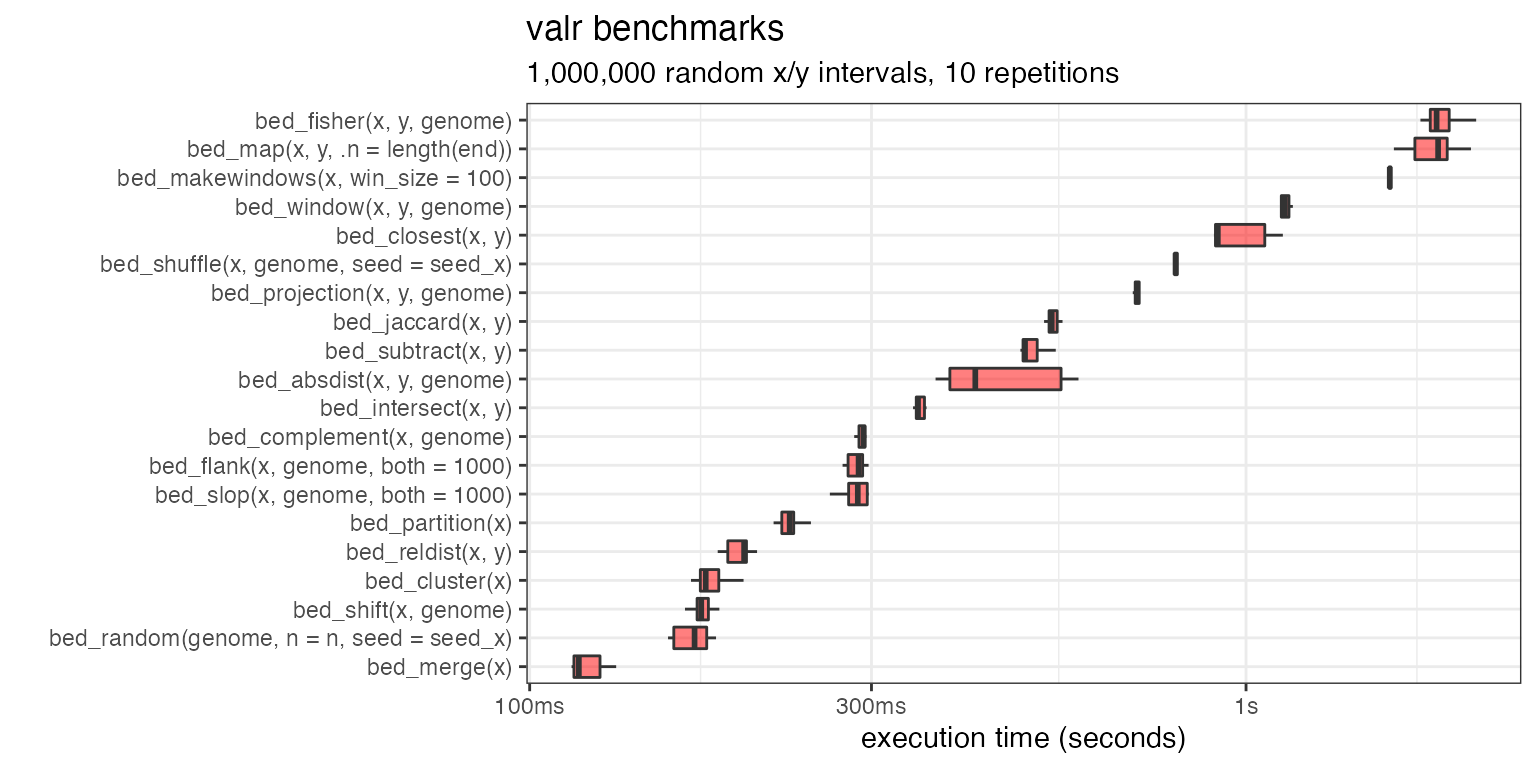 valr benchmarks
1,000,000 random x/y intervals, 10 repetitions
bed_fisher(x, y, genome)
bed_map(x, y, .n = length(end))
bed_makewindows(x, win_size = 100)
bed_window(x, y, genome)
bed_closest(x, y)
bed_shuffle(x, genome, seed = seed_x)
bed_projection(x, y, genome)
bed_jaccard(x, y)
bed_subtract(x, y)
bed_absdist(x, y, genome)
bed_intersect(x, y)
bed_complement(x, genome)
bed_flank(x, genome, both = 1000)
bed_slop(x, genome, both = 1000)
bed_partition(x)
bed_reldist(x, y)
bed_cluster(x)
bed_shift(x, genome)
bed_random(genome, n = n, seed = seed_x)
bed_merge(x)
100ms 300ms 1s
execution time (seconds)